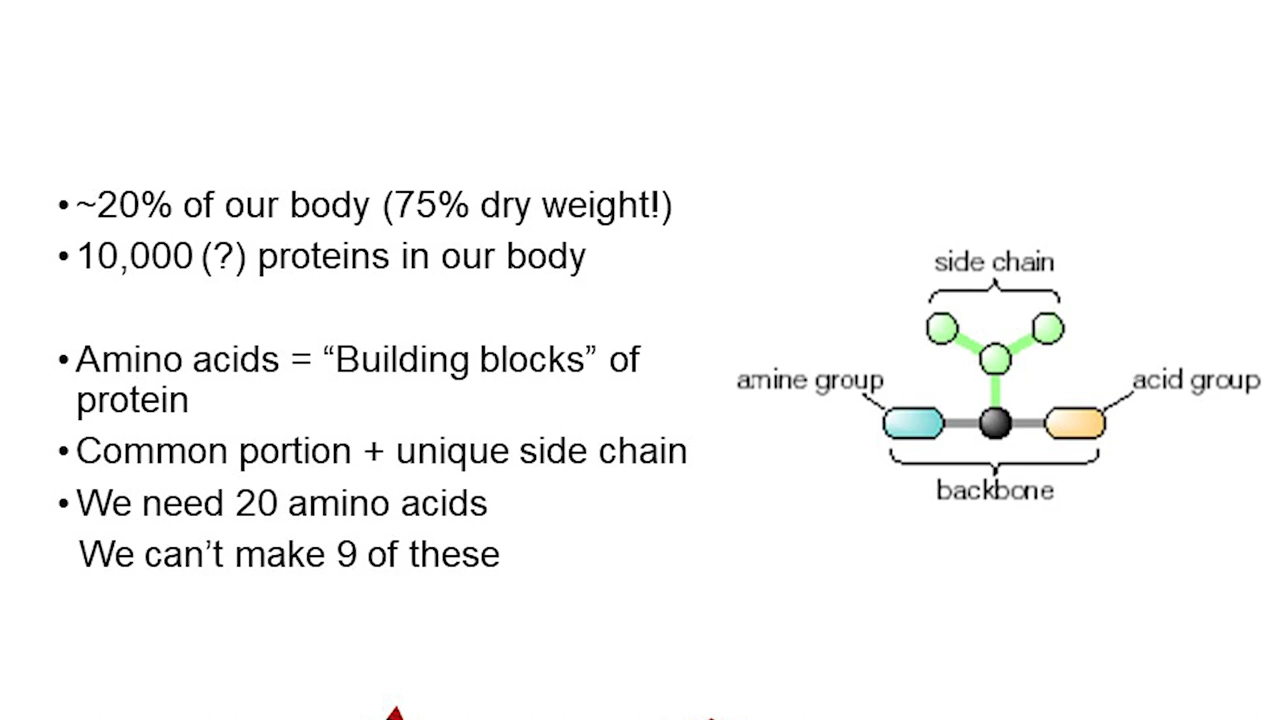 •~20% of our body (75% dry weight!)
•10,000 (?) proteins in our body
•Amino acids = “Building blocks” of
protein
•Common portion + unique side chain
•We need 20 amino acids
We can’t make 9 of these
side chain
amine group
acid group
backbone